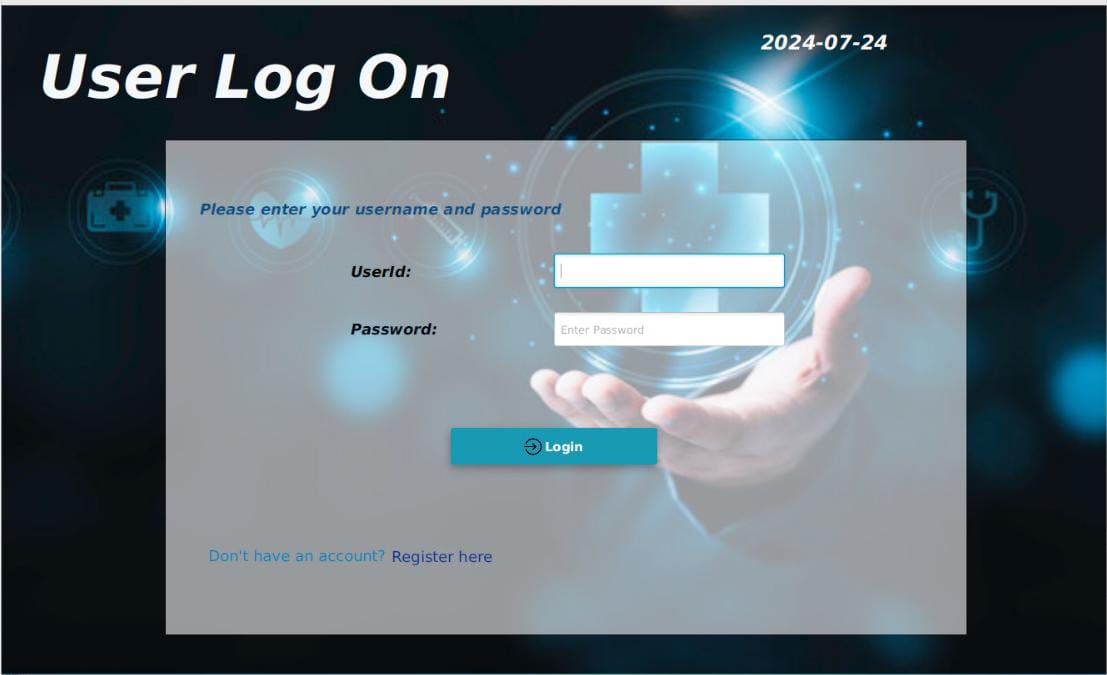 2024-07-24
User Log On
Please enter your username and password
UserId:
Password: Enter Password
Login
Don't have an account? Register here